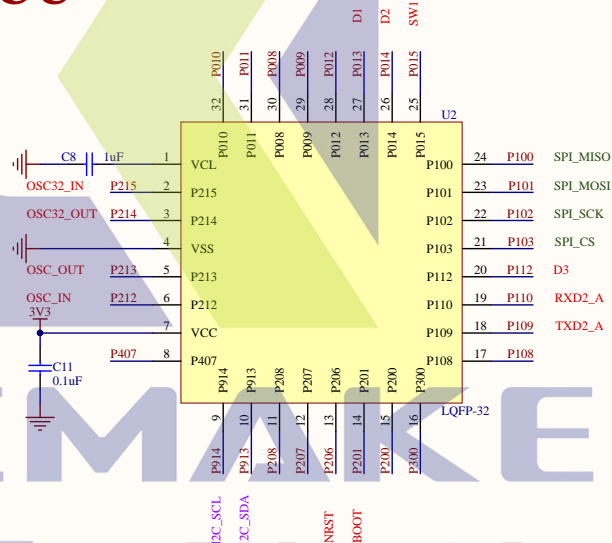 D1
D2
SW1
P010
P011
P008
P009
P012
P013
P014
P015
32
31
30
29
28
27
26
25
U2
P010
P011
P008
P009
P012
P013
P014
P015
C8
1uF
1
VCL
P100
24
P100
SPI_MISO
OSC32_IN
P215
2
P215
P101
23
P101
SPI_MOSI
OSC32_OUT
P214
3
P214
P102
22
P102
SPI_SCK
4
VSS
P103
21
P103
SPI_CS
OSC_OUT
P213
5
P213
P112
20
P112
D3
OSC_IN
P212
6
P212
P110
19
P110
RXD2_A
3V3
7
VCC
P109
18
P109
TXD2_A
P407
8
P407
P108
17
P108
C11
0.1uF
P914
P913
P208
P207
P206
P201
P200
P300
LQFP-32
9
10
11
12
13
14
15
16
P914
P913
P208
P207
P206
P201
P200
P300
I2C_SCL
I2C_SDA
NRST
BOOT
EMAKE